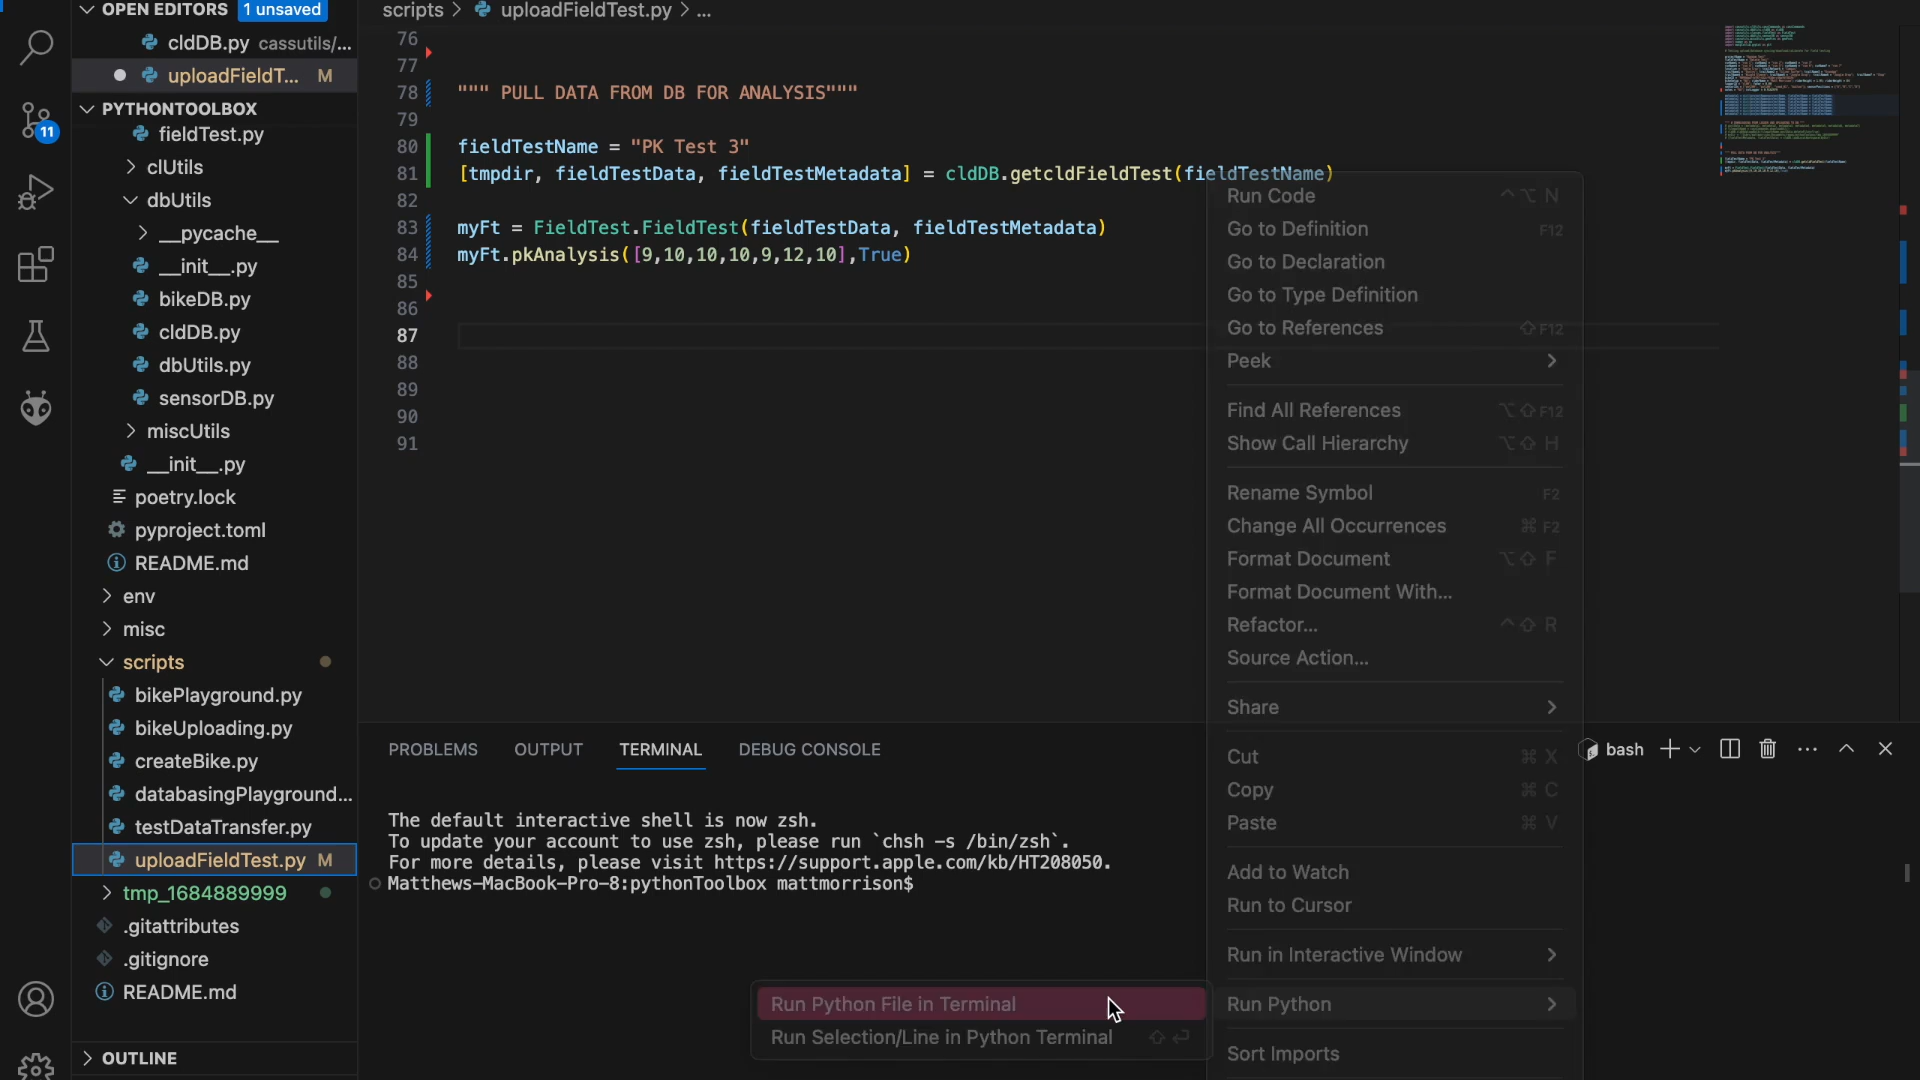 OPEN EDITORS 1 unsaved
cldDB.py cassutils/...
uploadFieldT... M
PYTHONTOOLBOX
fieldTest.py
clUtils
dbUtils
__pycache__
__init__.py
bikeDB.py
cldDB.py
dbUtils.py
sensorDB.py
miscUtils
__init__.py
poetry.lock
pyproject.toml
README.md
env
misc
scripts
bikePlayground.py
bikeUploading.py
createBike.py
databasingPlayground...
testDataTransfer.py
uploadFieldTest.py M
tmp_1684889999
.gitattributes
.gitignore
README.md
OUTLINE
11
scripts > uploadFieldTest.py > ...
76
77
78 """ PULL DATA FROM DB FOR ANALYSIS"""
79
80 fieldTestName = "PK Test 3"
81 [tmpdir, fieldTestData, fieldTestMetadata] = cldDB.getcldFieldTest(fieldTestName)
82
83 myFt = FieldTest.FieldTest(fieldTestData, fieldTestMetadata)
84 myFt.pkAnalysis([9,10,10,10,9,12,10],True)
85
86
87
88
89
90
91
Run Code ^⌥ N
Go to Definition F12
Go to Declaration
Go to Type Definition
Go to References ⇧F12
Peek
Find All References ⌥⇧F12
Show Call Hierarchy ⌥⇧ H
Rename Symbol F2
Change All Occurrences ⌘ F2
Format Document ⌥⇧ F
Format Document With...
Refactor... ^⇧ R
Source Action...
Share
Cut ⌘ X
Copy ⌘ C
Paste ⌘ V
Add to Watch
Run to Cursor
Run in Interactive Window
Run Python
Sort Imports
Run Python File in Terminal
Run Selection/Line in Python Terminal ⇧⏎
PROBLEMS OUTPUT TERMINAL DEBUG CONSOLE
bash
The default interactive shell is now zsh.
To update your account to use zsh, please run `chsh -s /bin/zsh`.
For more details, please visit https://support.apple.com/kb/HT208050.
Matthews-MacBook-Pro-8:pythonToolbox mattmorrison$